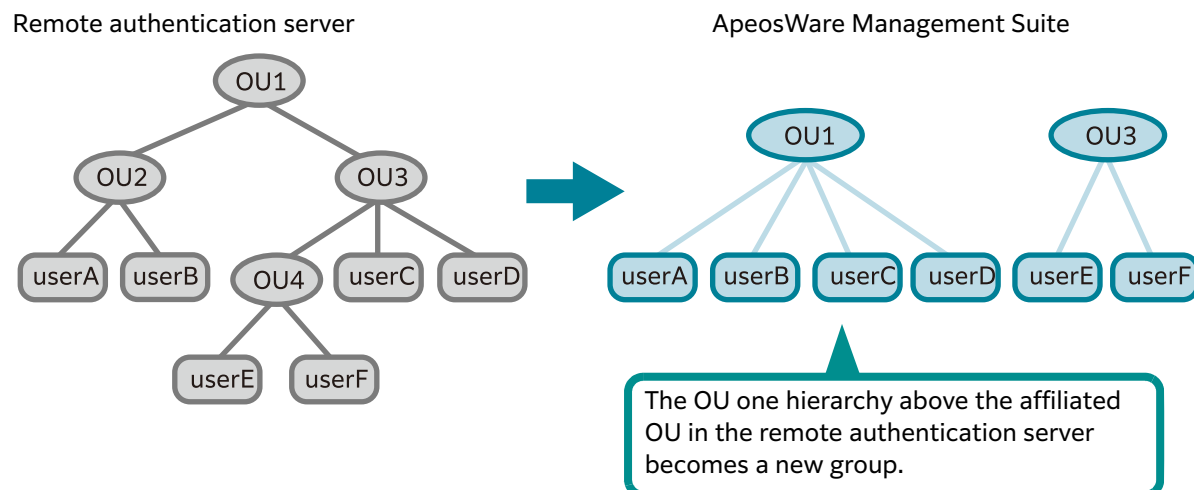 Remote authentication server
ApeosWare Management Suite
OU1
OU2
OU3
userA
userB
OU4
userC
userD
userE
userF
OU1
OU3
userA
userB
userC
userD
userE
userF
The OU one hierarchy above the affiliated
OU in the remote authentication server
becomes a new group.